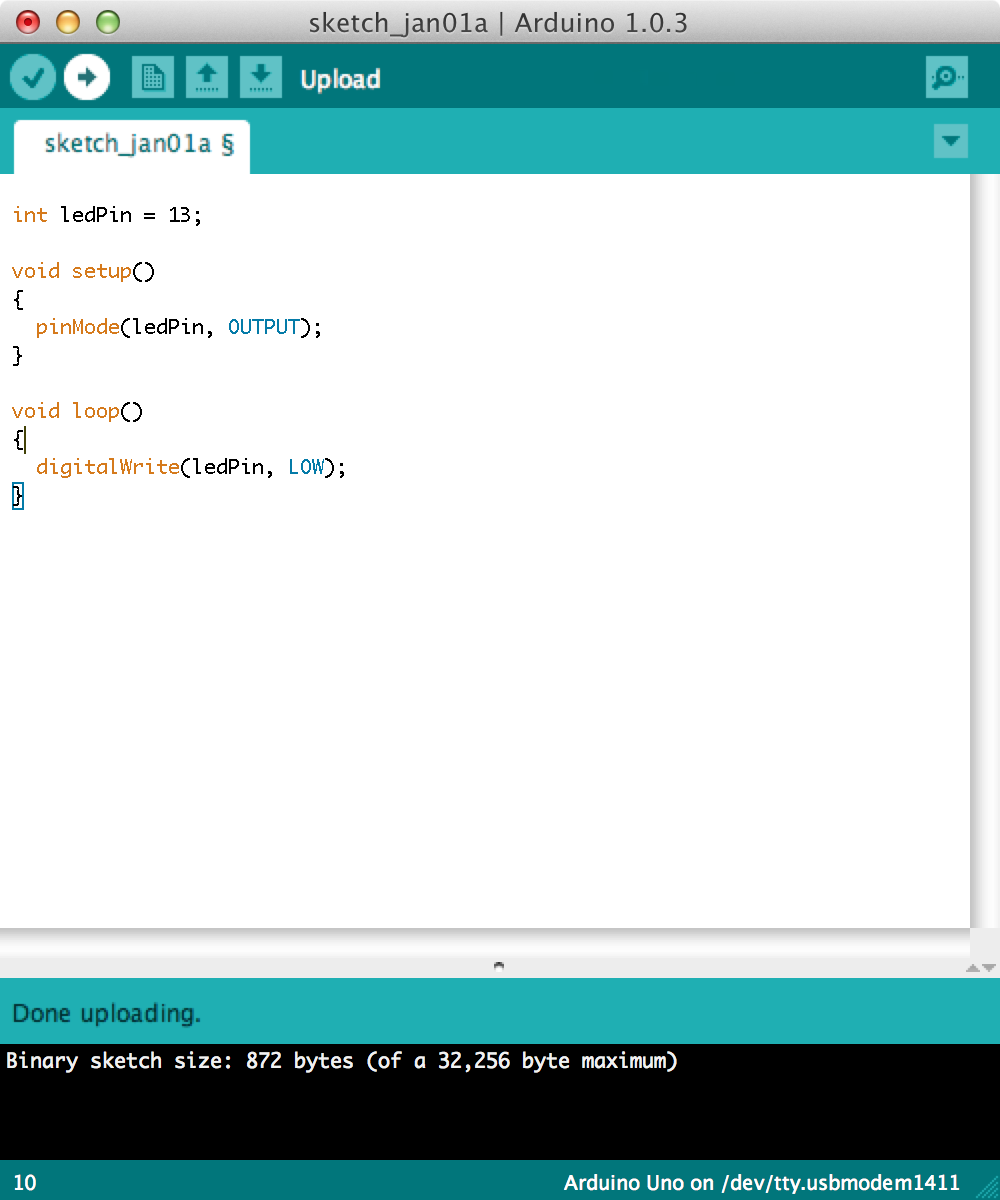 sketch_jan01a | Arduino 1.0.3
Upload
sketch_jan01a §
int ledPin = 13;
void setup()
{
  pinMode(ledPin, OUTPUT);
}
void loop()
{
  digitalWrite(ledPin, LOW);
}
Done uploading.
Binary sketch size: 872 bytes (of a 32,256 byte maximum)
10 Arduino Uno on /dev/tty.usbmodem1411